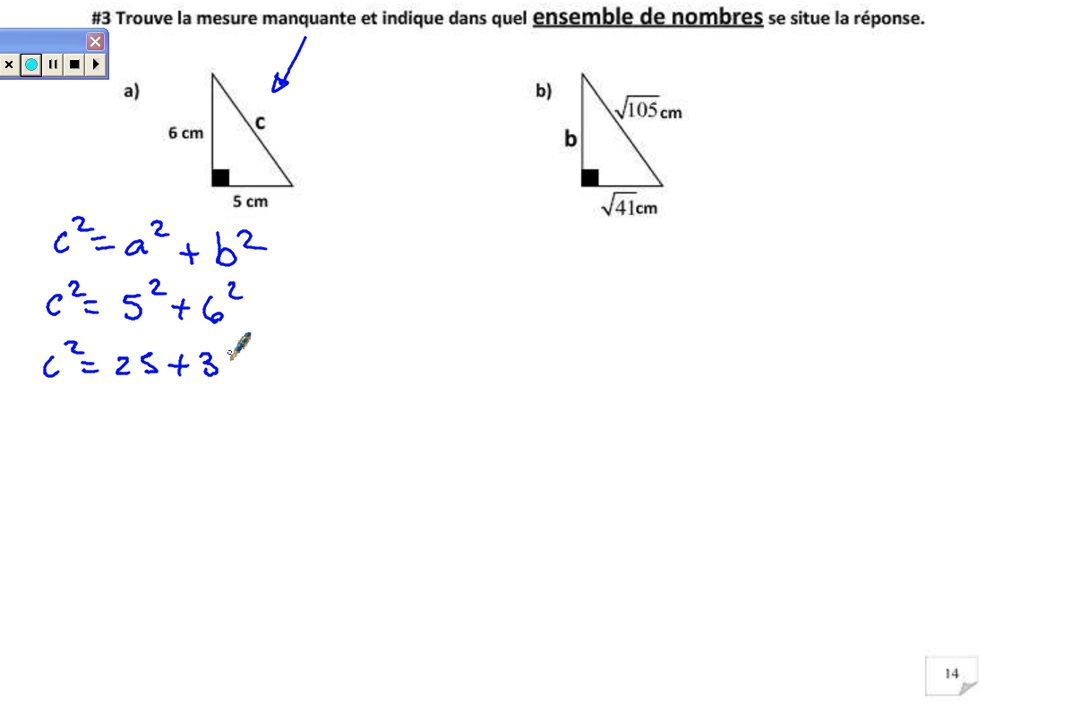 #3 Trouve la mesure manquante et indique dans quel ensemble de nombres se situe la réponse.
a)
6 cm
c
5 cm
b)
b
√105 cm
√41 cm
c² = a² + b²
c² = 5² + 6²
c² = 25 + 3
14